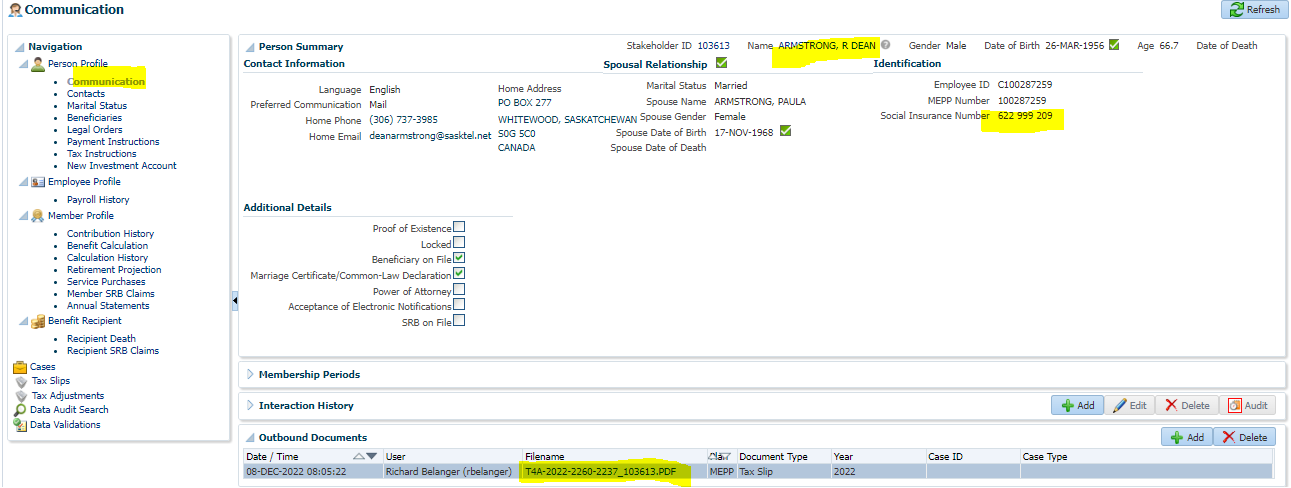 Communication
Refresh
Navigation
Person Profile
Communication
Contacts
Marital Status
Beneficiaries
Legal Orders
Payment Instructions
Tax Instructions
New Investment Account
Employee Profile
Payroll History
Member Profile
Contribution History
Benefit Calculation
Calculation History
Retirement Projection
Service Purchases
Member SRB Claims
Annual Statements
Benefit Recipient
Recipient Death
Recipient SRB Claims
Cases
Tax Slips
Tax Adjustments
Data Audit Search
Data Validations
Person Summary Stakeholder ID 103613 Name ARMSTRONG, R DEAN Gender Male Date of Birth 26-MAR-1956 Age 66.7 Date of Death
Contact Information
Language English
Preferred Communication Mail
Home Phone (306) 737-3985
Home Email deanarmstrong@sasktel.net
Home Address
PO BOX 277
WHITEWOOD, SASKATCHEWAN
S0G 5C0
CANADA
Spousal Relationship
Marital Status Married
Spouse Name ARMSTRONG, PAULA
Spouse Gender Female
Spouse Date of Birth 17-NOV-1968
Spouse Date of Death
Identification
Employee ID C100287259
MEPP Number 100287259
Social Insurance Number 622 999 209
Additional Details
Proof of Existence
Locked
Beneficiary on File
Marriage Certificate/Common-Law Declaration
Power of Attorney
Acceptance of Electronic Notifications
SRB on File
Membership Periods
Interaction History Add Edit Delete Audit
Outbound Documents Add Delete
Date / Time User Filename Document Type Year Case ID Case Type
08-DEC-2022 08:05:22 Richard Belanger (rbelanger) T4A-2022-2260-2237_103613.PDF MEPP Tax Slip 2022